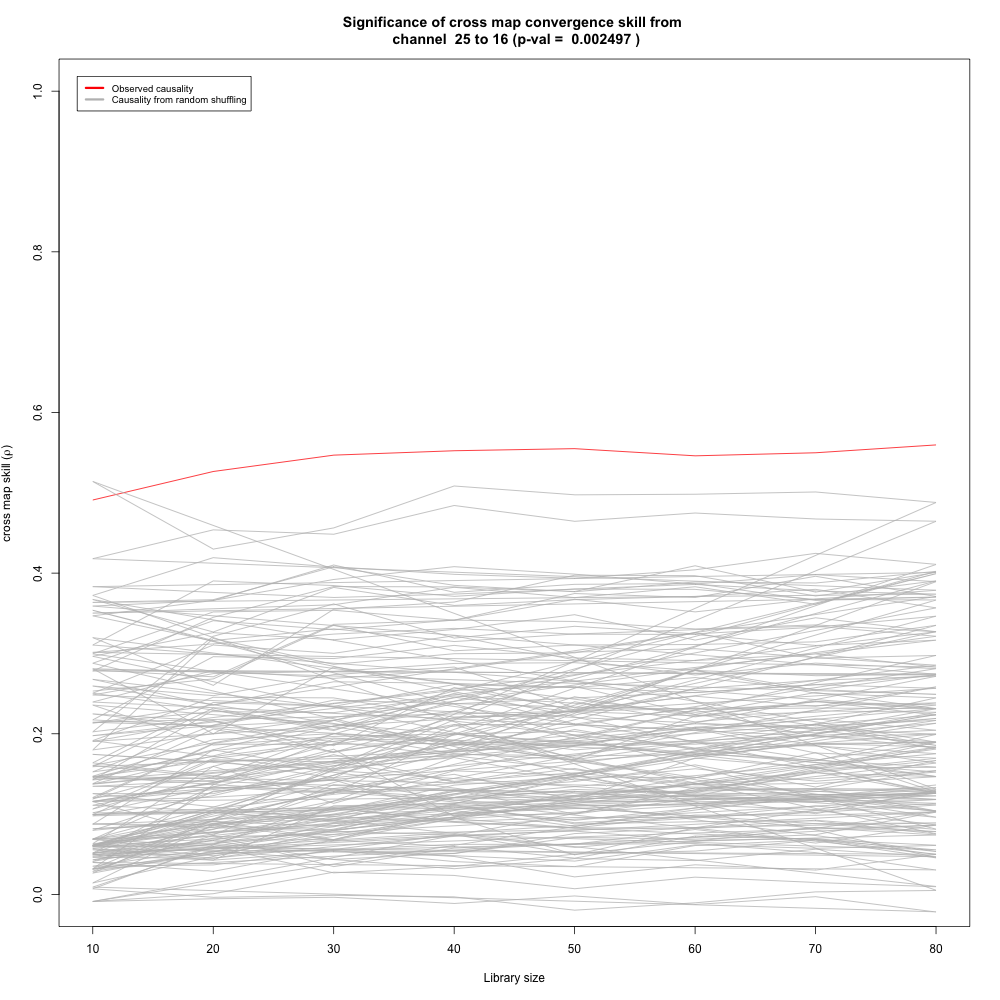 Significance of cross map convergence skill from
channel  25 to 16 (p-val =  0.002497 )
Observed causality
Causality from random shuffling
cross map skill (ρ)
1.0
0.8
0.6
0.4
0.2
0.0
10 20 30 40 50 60 70 80
Library size